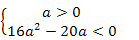 a > 0
16a² − 20a < 0